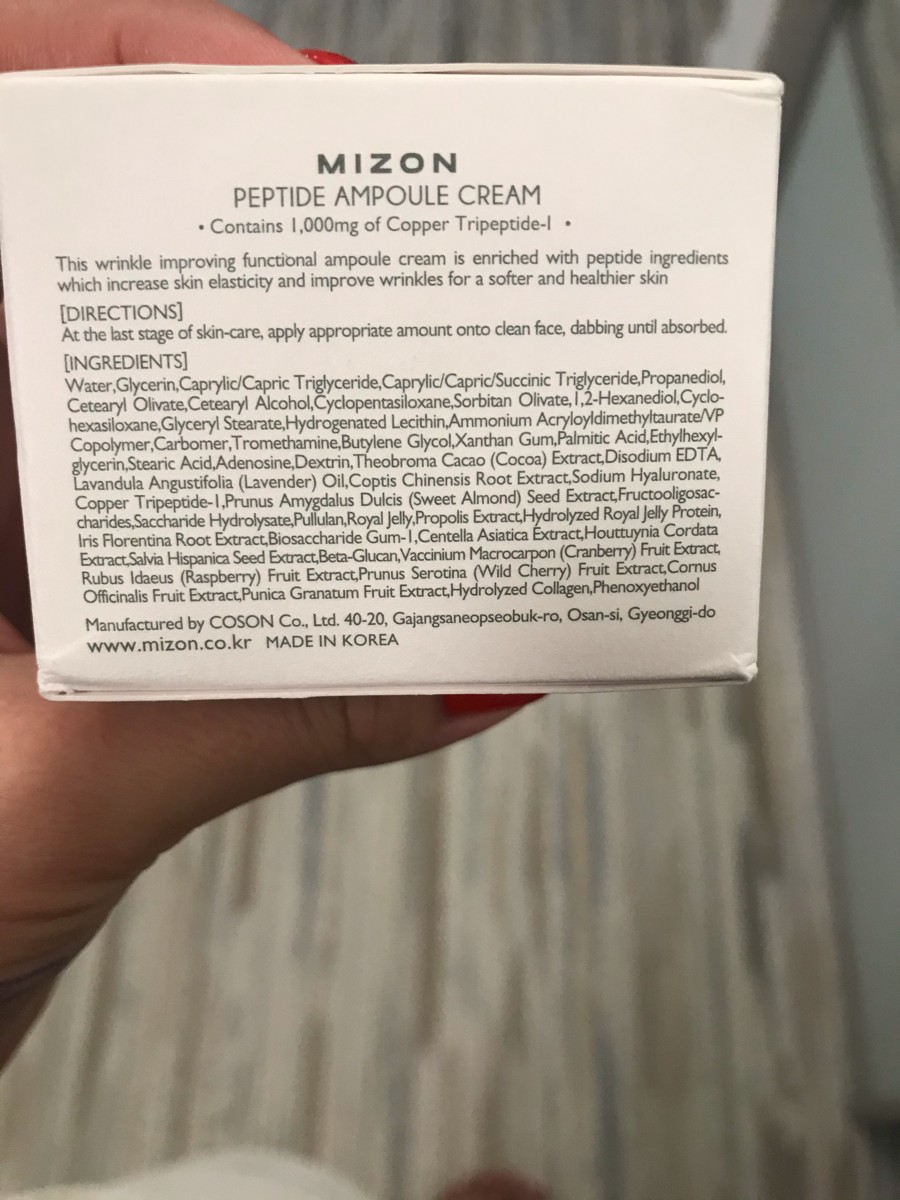 MIZON
PEPTIDE AMPOULE CREAM
• Contains 1,000mg of Copper Tripeptide-1 •
This wrinkle improving functional ampoule cream is enriched with peptide ingredients
which increase skin elasticity and improve wrinkles for a softer and healthier skin
[DIRECTIONS]
At the last stage of skin-care, apply appropriate amount onto clean face, dabbing until absorbed.
[INGREDIENTS]
Water,Glycerin,Caprylic/Capric Triglyceride,Caprylic/Capric/Succinic Triglyceride,Propanediol,
Cetearyl Olivate,Cetearyl Alcohol,Cyclopentasiloxane,Sorbitan Olivate,1,2-Hexanediol,Cyclo-
hexasiloxane,Glyceryl Stearate,Hydrogenated Lecithin,Ammonium Acryloyldimethyltaurate/VP
Copolymer,Carbomer,Tromethamine,Butylene Glycol,Xanthan Gum,Palmitic Acid,Ethylhexyl-
glycerin,Stearic Acid,Adenosine,Dextrin,Theobroma Cacao (Cocoa) Extract,Disodium EDTA,
Lavandula Angustifolia (Lavender) Oil,Coptis Chinensis Root Extract,Sodium Hyaluronate,
Copper Tripeptide-1,Prunus Amygdalus Dulcis (Sweet Almond) Seed Extract,Fructooligosac-
charides,Saccharide Hydrolysate,Pullulan,Royal Jelly,Propolis Extract,Hydrolyzed Royal Jelly Protein,
Iris Florentina Root Extract,Biosaccharide Gum-1,Centella Asiatica Extract,Houttuynia Cordata
Extract,Salvia Hispanica Seed Extract,Beta-Glucan,Vaccinium Macrocarpon (Cranberry) Fruit Extract,
Rubus Idaeus (Raspberry) Fruit Extract,Prunus Serotina (Wild Cherry) Fruit Extract,Cornus
Officinalis Fruit Extract,Punica Granatum Fruit Extract,Hydrolyzed Collagen,Phenoxyethanol
Manufactured by COSON Co., Ltd. 40-20, Gajangsaneopseobuk-ro, Osan-si, Gyeonggi-do
www.mizon.co.kr MADE IN KOREA